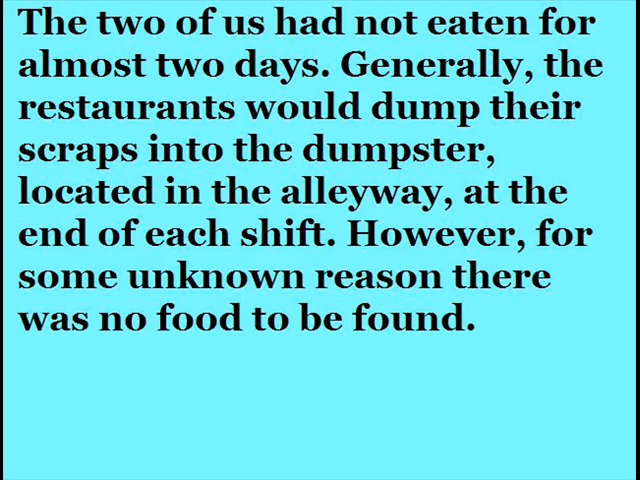 The two of us had not eaten for
almost two days. Generally, the
restaurants would dump their
scraps into the dumpster,
located in the alleyway, at the
end of each shift. However, for
some unknown reason there
was no food to be found.